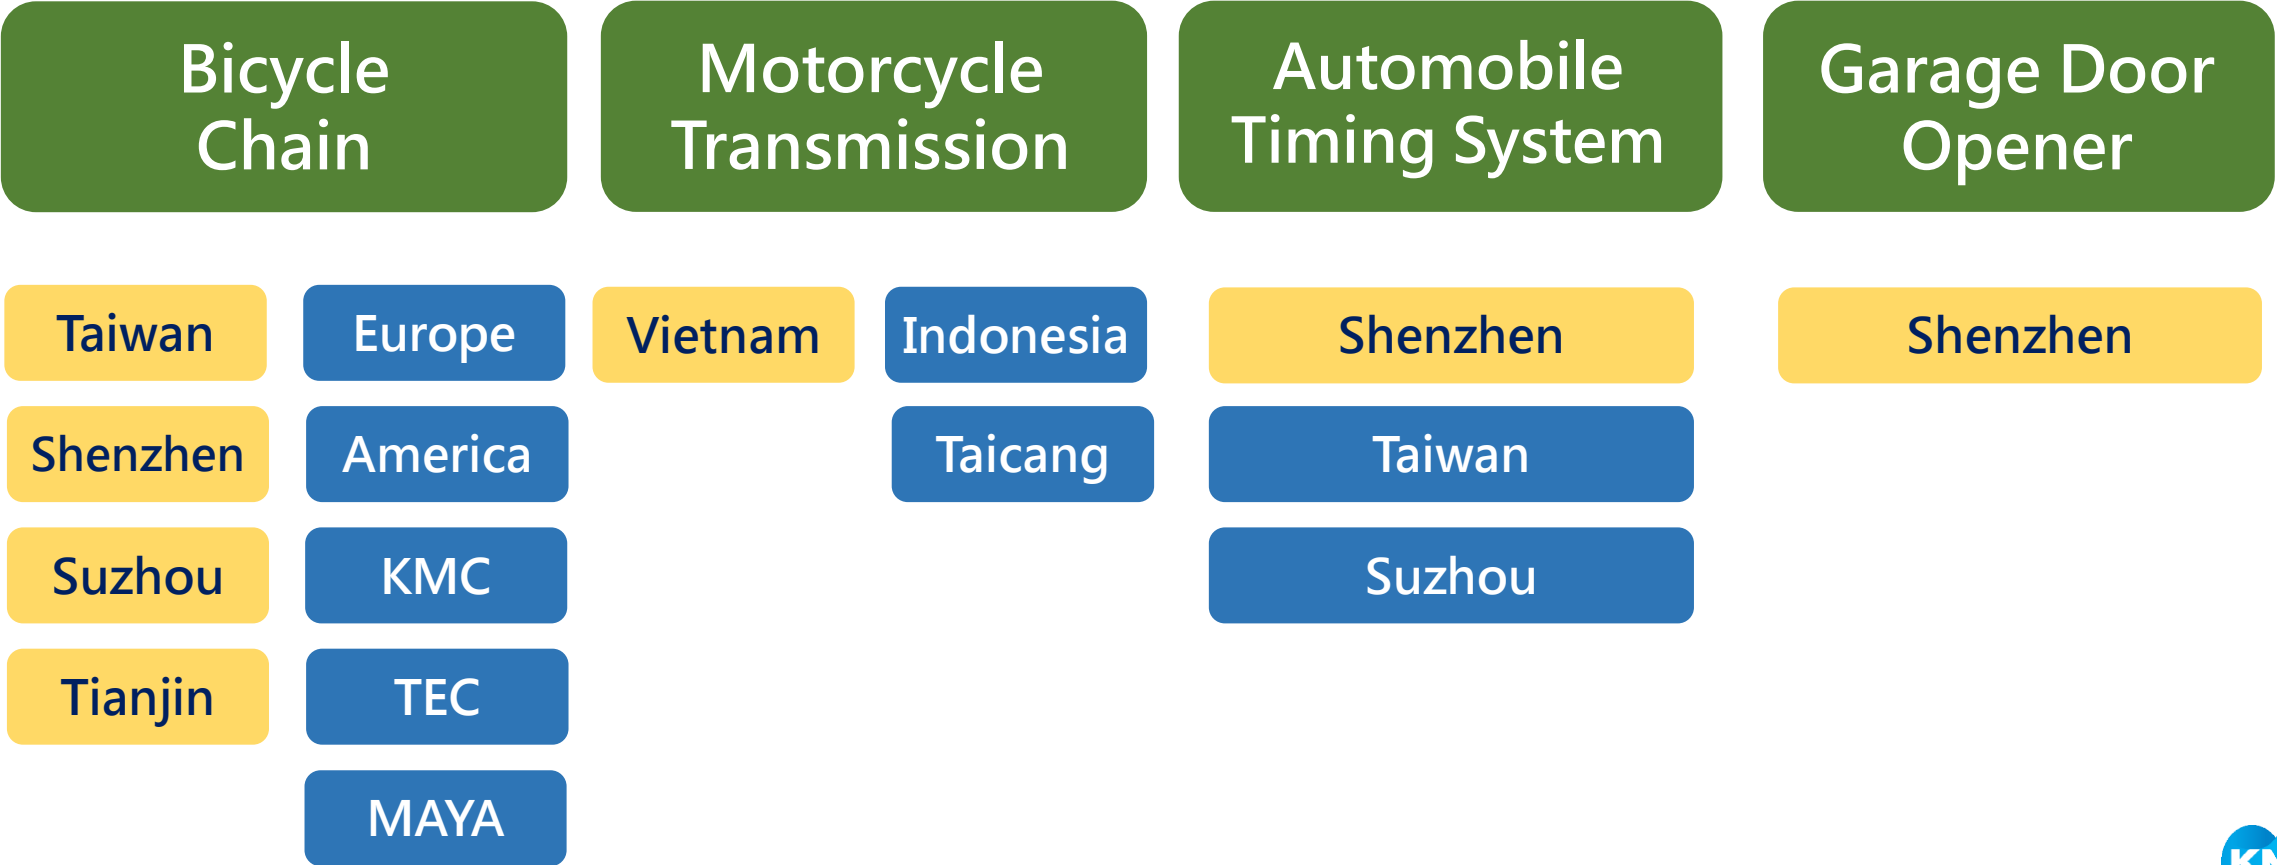 Bicycle
Chain
Motorcycle
Transmission
Automobile
Timing System
Garage Door
Opener
Taiwan
Europe
Vietnam
Indonesia
Shenzhen
Shenzhen
Shenzhen
America
Taicang
Taiwan
Suzhou
KMC
Suzhou
Tianjin
TEC
MAYA